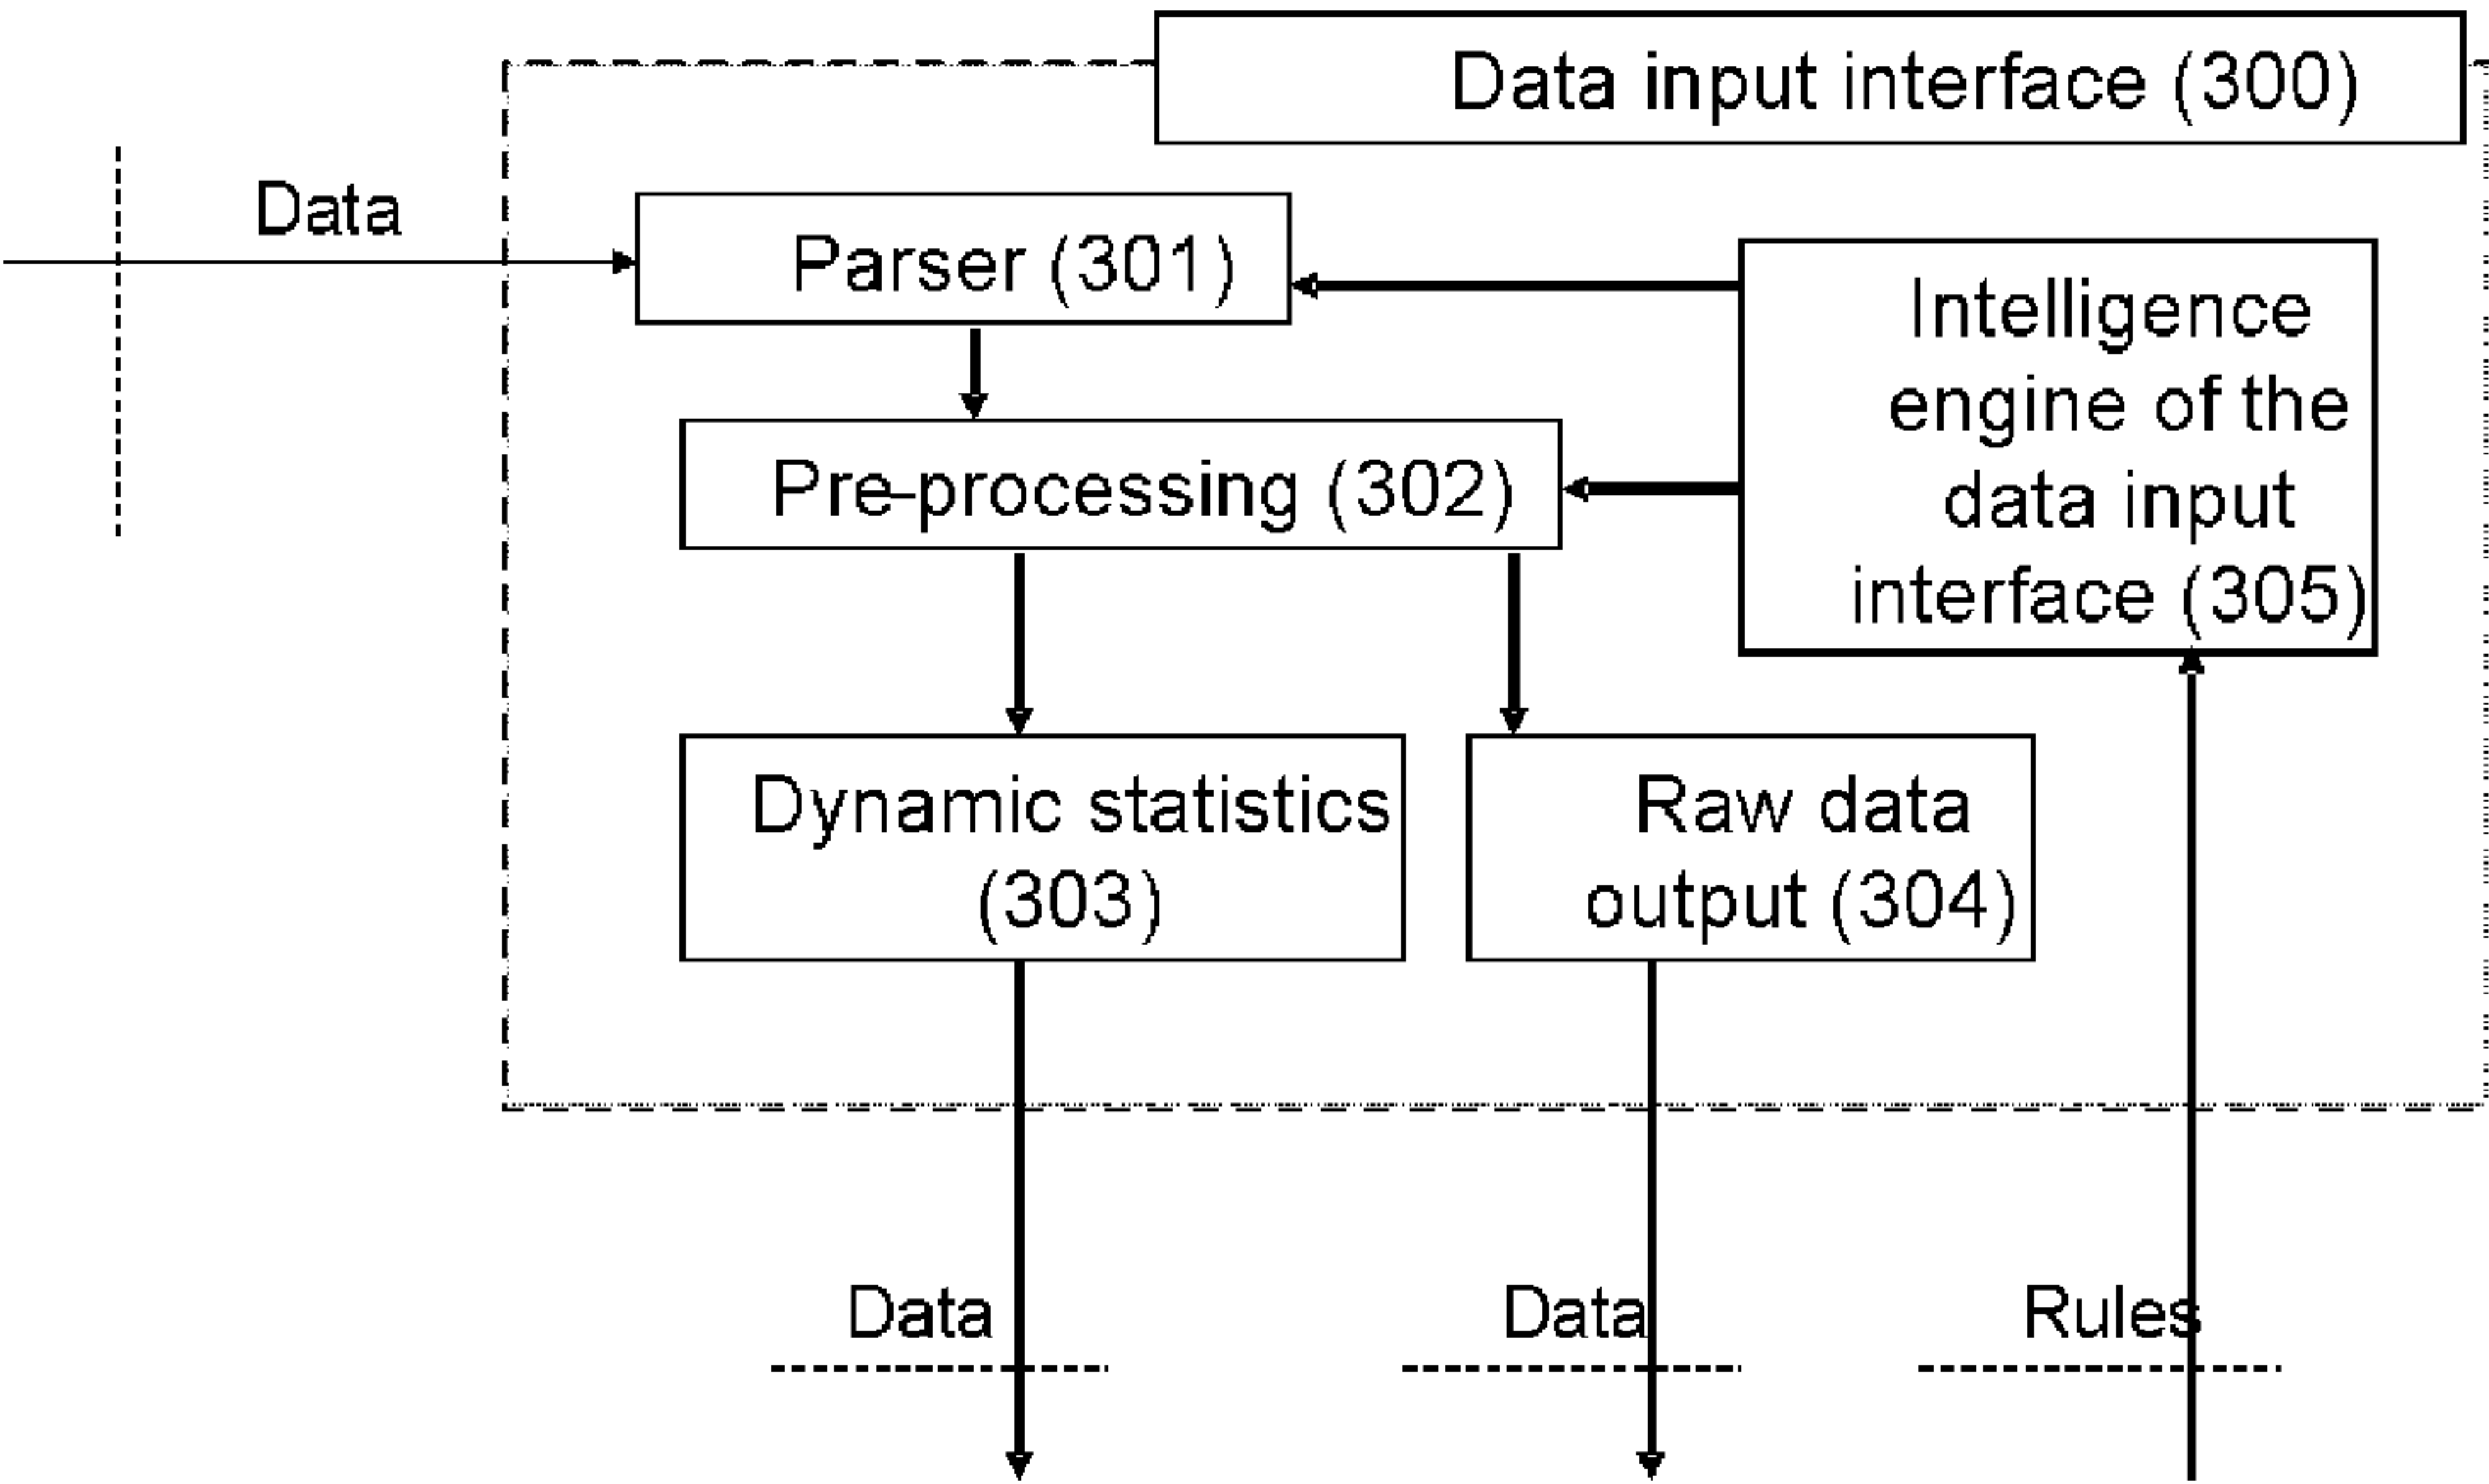 Data input interface (300)
Data
Parser (301)
Intelligence
engine of the
data input
interface (305)
Pre-processing (302)
Dynamic statistics
(303)
Raw data
output (304)
Data
Data
Rules